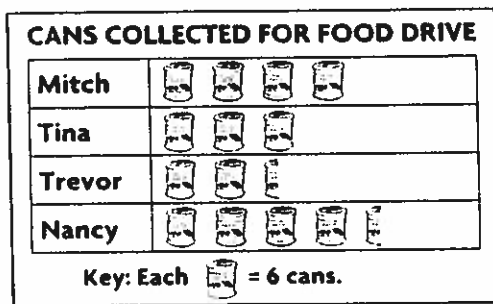 CANS COLLECTED FOR FOOD DRIVE
Mitch
Tina
Trevor
Nancy
Key: Each = 6 cans.